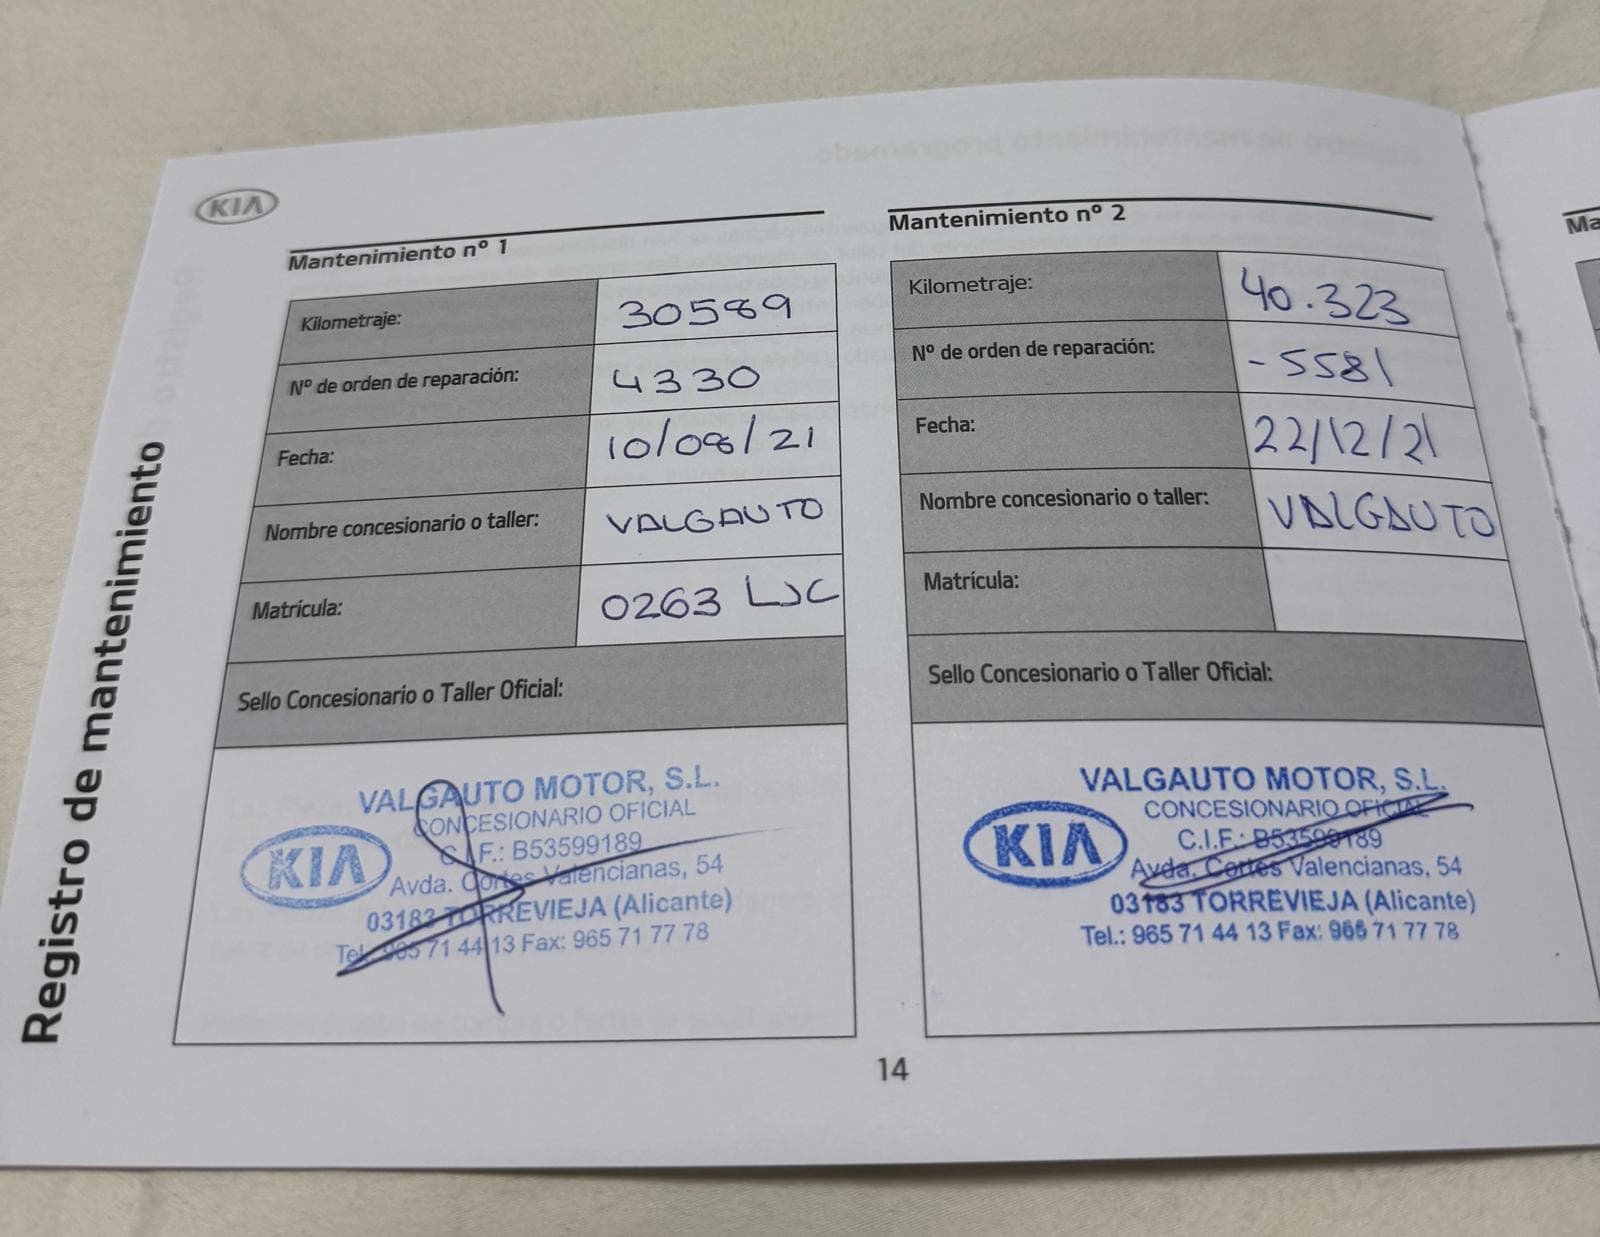 KIA
Registro de mantenimiento
Mantenimiento nº 1
Kilometraje: 30589
Nº de orden de reparación: 4330
Fecha: 10/08/21
Nombre concesionario o taller: VALGAUTO
Matrícula: 0263 LJC
Sello Concesionario o Taller Oficial:
VALGAUTO MOTOR, S.L.
CONCESIONARIO OFICIAL
KIA
C.I.F.: B53599189
Avda. Cortes Valencianas, 54
03183 TORREVIEJA (Alicante)
Tel.: 965 71 44 13 Fax: 965 71 77 78
Mantenimiento nº 2
Kilometraje: 40.323
Nº de orden de reparación: - 5581
Fecha: 22/12/21
Nombre concesionario o taller: VALGAUTO
Matrícula:
Sello Concesionario o Taller Oficial:
VALGAUTO MOTOR, S.L.
CONCESIONARIO OFICIAL
KIA
C.I.F.: B53599189
Avda. Cortes Valencianas, 54
03183 TORREVIEJA (Alicante)
Tel.: 965 71 44 13 Fax: 965 71 77 78
14
Ma